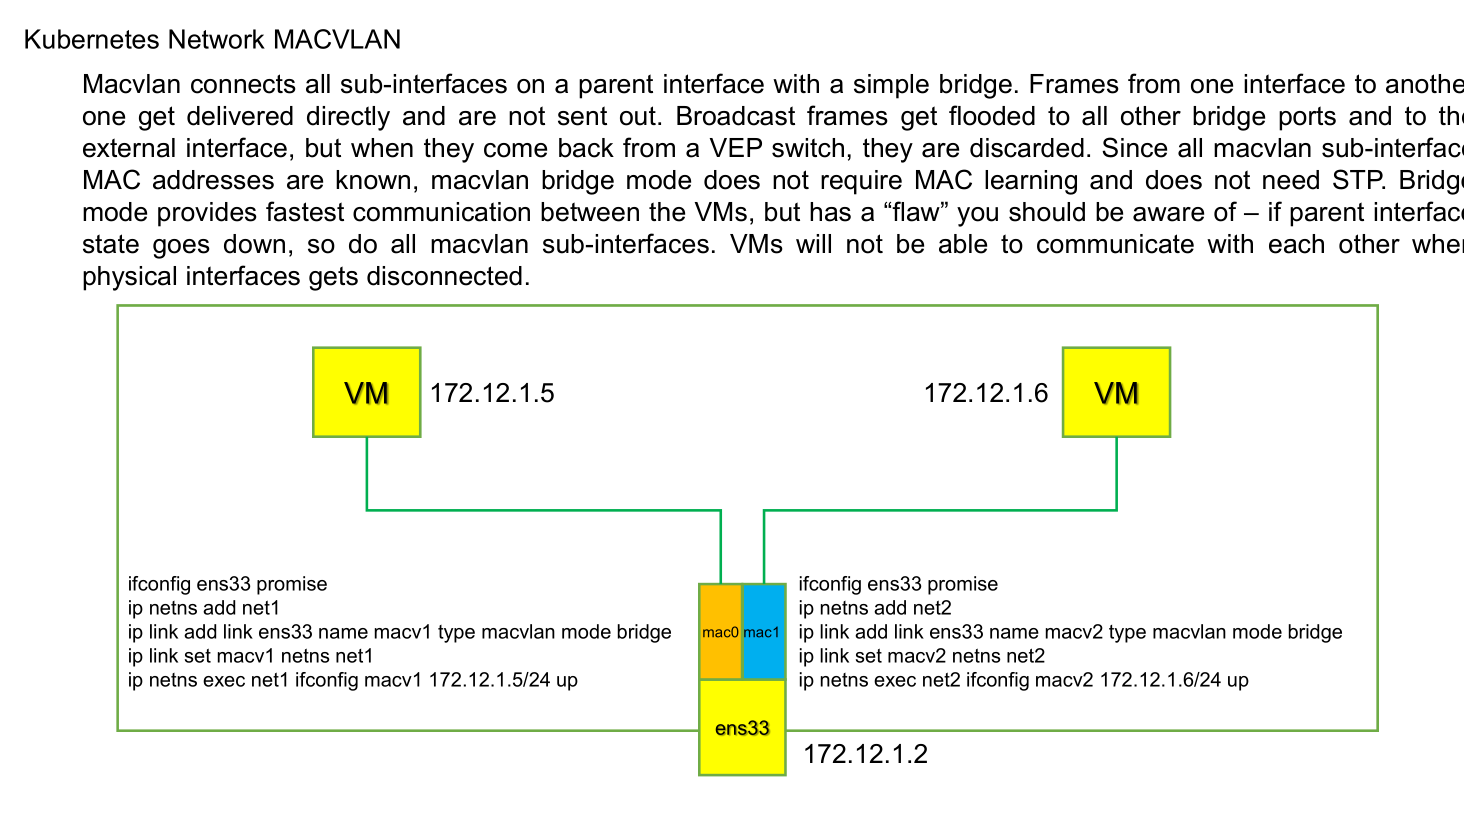 Kubernetes Network MACVLAN
Macvlan connects all sub-interfaces on a parent interface with a simple bridge. Frames from one interface to anothe
one get delivered directly and are not sent out. Broadcast frames get flooded to all other bridge ports and to the
external interface, but when they come back from a VEP switch, they are discarded. Since all macvlan sub-interface
MAC addresses are known, macvlan bridge mode does not require MAC learning and does not need STP. Bridge
mode provides fastest communication between the VMs, but has a “flaw” you should be aware of – if parent interface
state goes down, so do all macvlan sub-interfaces. VMs will not be able to communicate with each other when
physical interfaces gets disconnected.
VM
172.12.1.5
172.12.1.6
VM
ifconfig ens33 promise
ip netns add net1
ip link add link ens33 name macv1 type macvlan mode bridge
ip link set macv1 netns net1
ip netns exec net1 ifconfig macv1 172.12.1.5/24 up
mac0
mac1
ifconfig ens33 promise
ip netns add net2
ip link add link ens33 name macv2 type macvlan mode bridge
ip link set macv2 netns net2
ip netns exec net2 ifconfig macv2 172.12.1.6/24 up
ens33
172.12.1.2